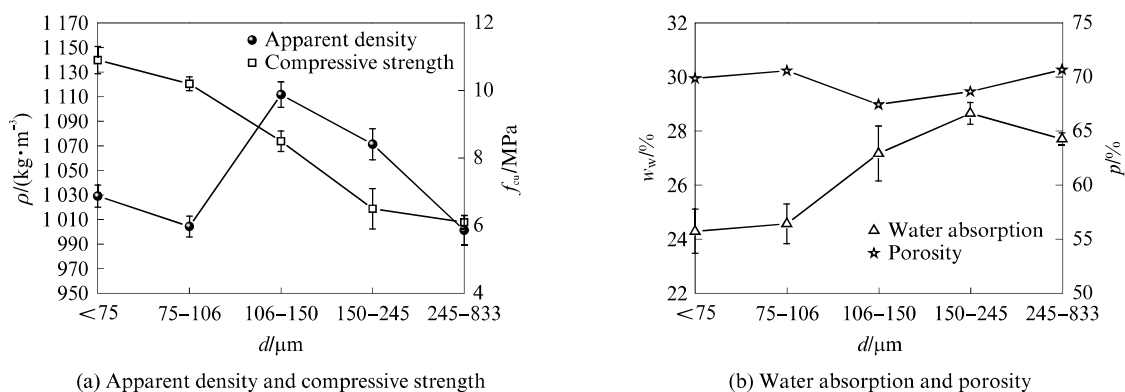 1 170
1 150
1 130
1 110
1 090
1 070
1 050
1 030
1 010
990
970
950
ρ/(kg•m⁻³)
Apparent density
Compressive strength
12
10
8
6
4
f_cu/MPa
<75 75–106 106–150 150–245 245–833
d/μm
(a) Apparent density and compressive strength
32
30
28
26
24
22
w_w/%
Water absorption
Porosity
75
70
65
60
55
50
p/%
<75 75–106 106–150 150–245 245–833
d/μm
(b) Water absorption and porosity